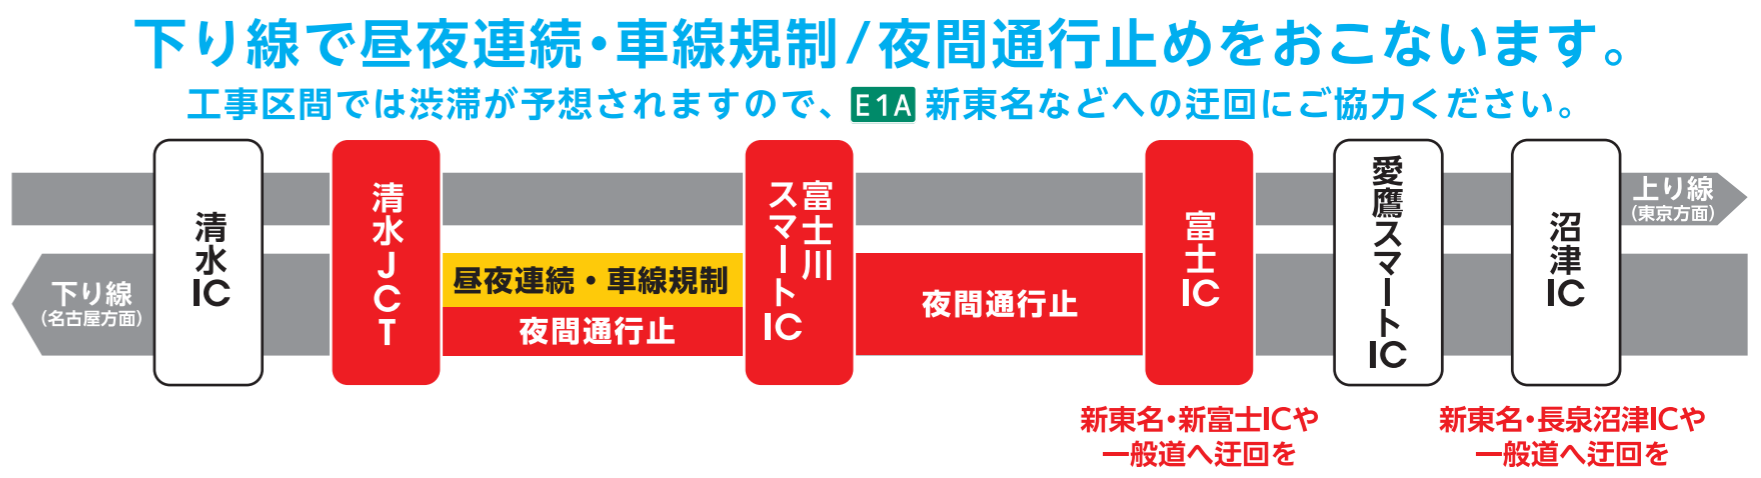 下り線で昼夜連続・車線規制/夜間通行止めをおこないます。
工事区間では渋滞が予想されますので、E1A 新東名などへの迂回にご協力ください。
上り線
(東京方面)
下り線
(名古屋方面)
清水IC
清水JCT
昼夜連続・車線規制
夜間通行止
富士川
スマートIC
夜間通行止
富士IC
愛鷹スマートIC
沼津IC
新東名・新富士ICや
一般道へ迂回を
新東名・長泉沼津ICや
一般道へ迂回を